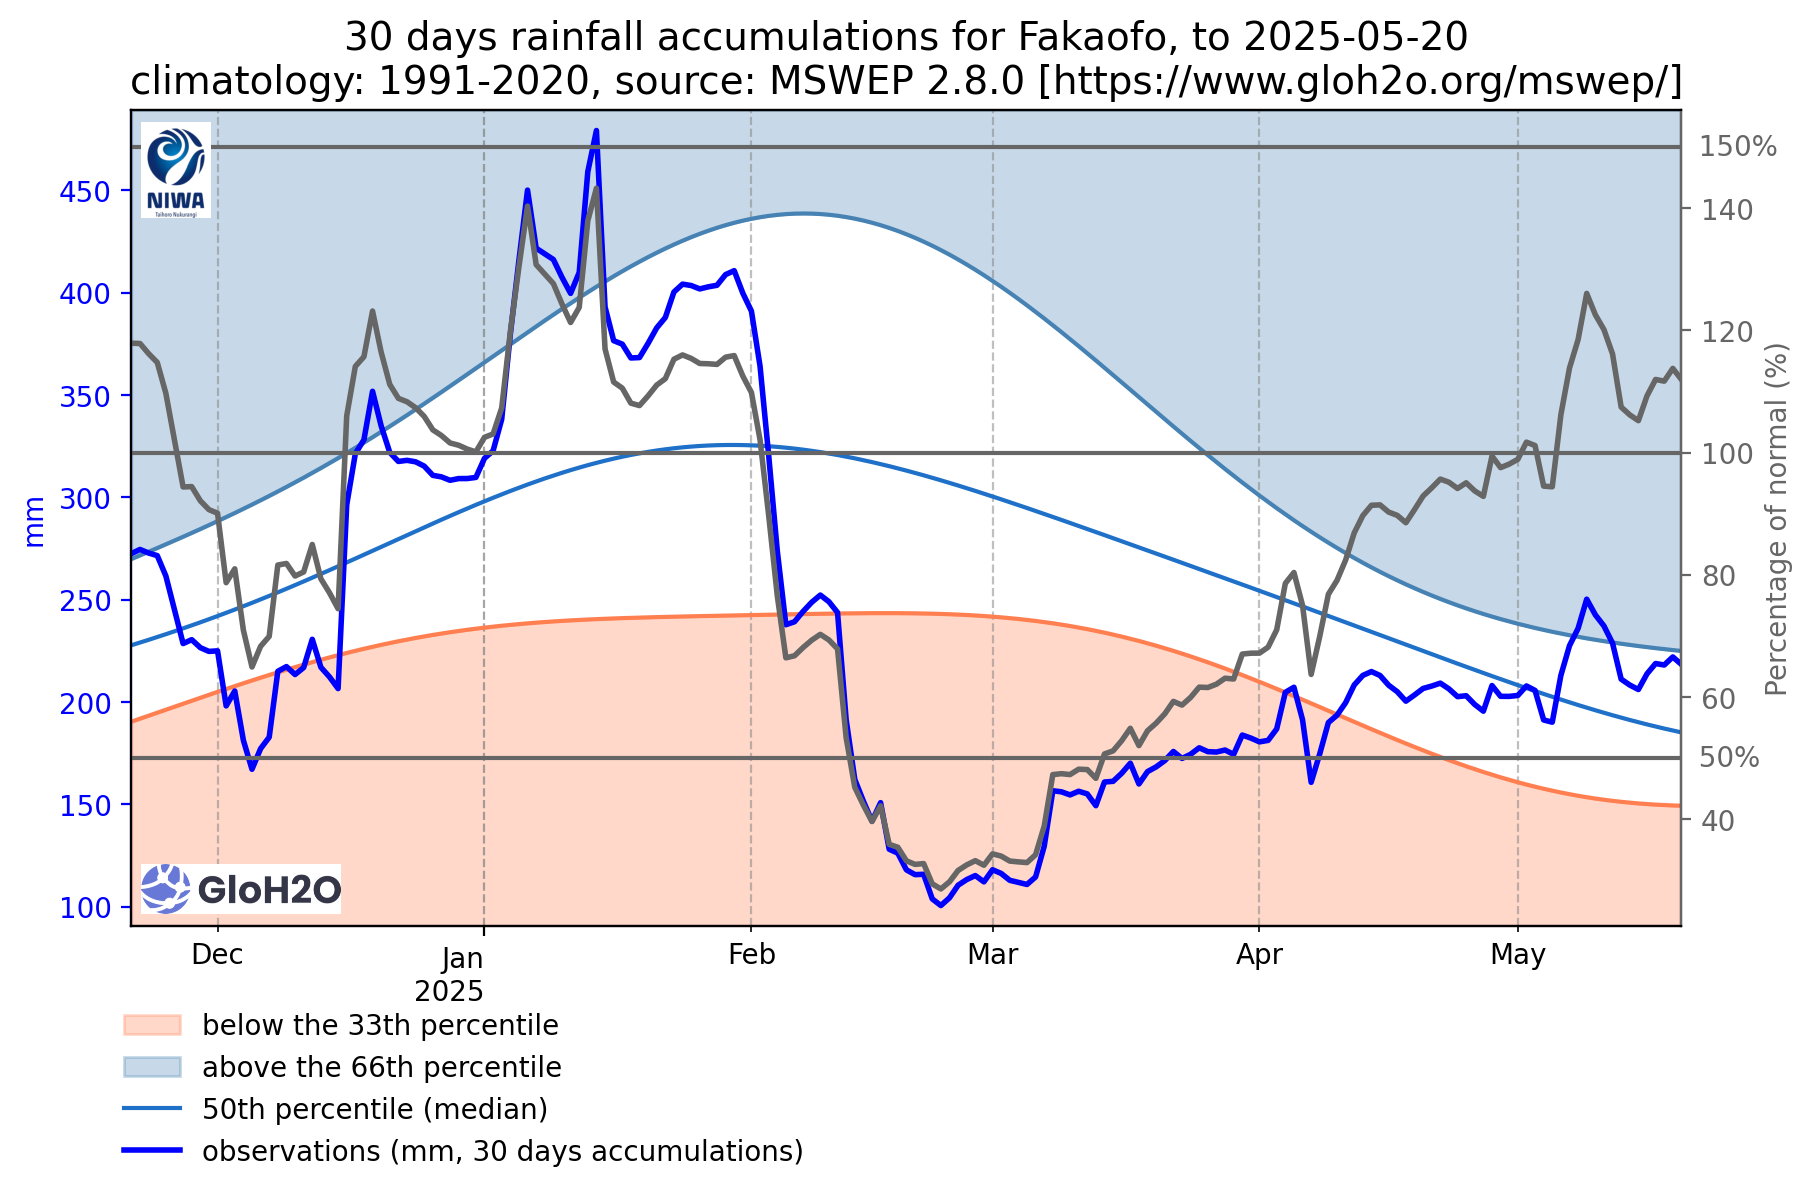 30 days rainfall accumulations for Fakaofo, to 2025-05-20
climatology: 1991-2020, source: MSWEP 2.8.0 [https://www.gloh2o.org/mswep/]
NIWA
Taihoro Nukurangi
450
400
350
300
250
200
150
100
mm
150%
140
120
100
80
60
50%
40
Percentage of normal (%)
GloH2O
Dec
Jan
2025
Feb
Mar
Apr
May
below the 33th percentile
above the 66th percentile
50th percentile (median)
observations (mm, 30 days accumulations)